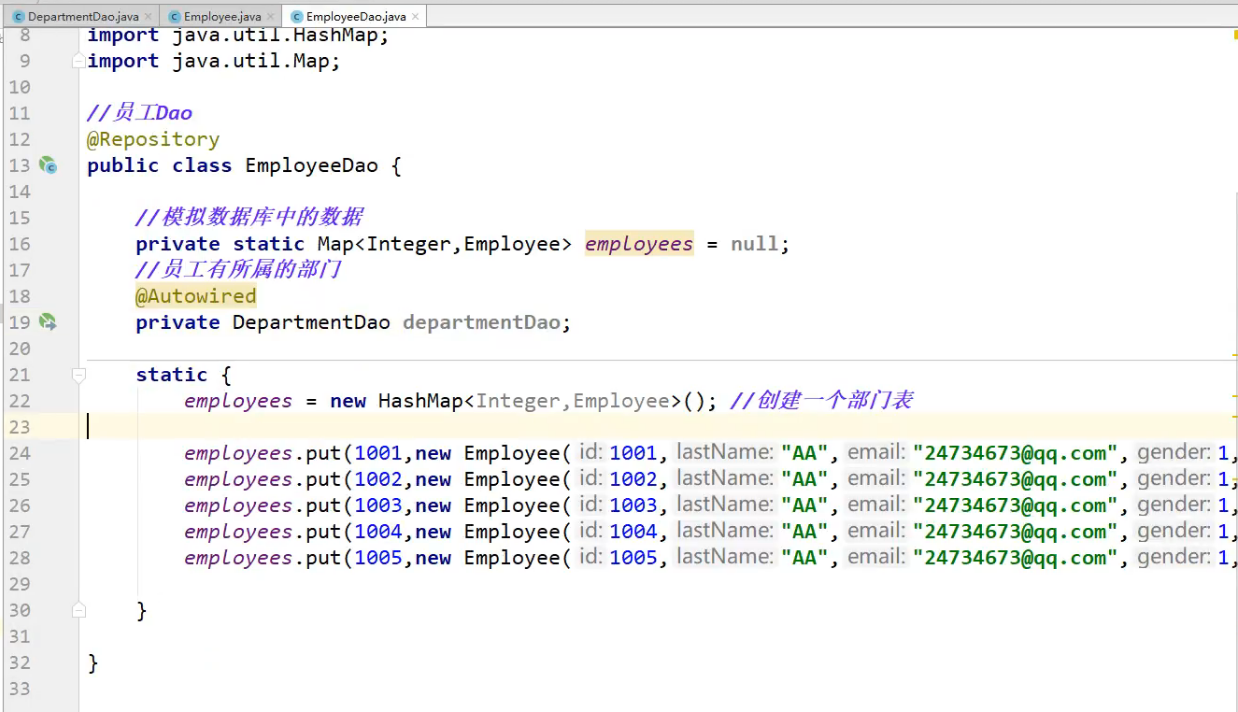 DepartmentDao.java × Employee.java × EmployeeDao.java ×
8 import java.util.HashMap;
9 import java.util.Map;
10
11 //员工Dao
12 @Repository
13 public class EmployeeDao {
14
15 //模拟数据库中的数据
16 private static Map<Integer,Employee> employees = null;
17 //员工有所属的部门
18 @Autowired
19 private DepartmentDao departmentDao;
20
21 static {
22 employees = new HashMap<Integer,Employee>(); //创建一个部门表
23
24 employees.put(1001,new Employee( id: 1001, lastName: "AA", email: "24734673@qq.com", gender: 1,
25 employees.put(1002,new Employee( id: 1002, lastName: "AA", email: "24734673@qq.com", gender: 1,
26 employees.put(1003,new Employee( id: 1003, lastName: "AA", email: "24734673@qq.com", gender: 1,
27 employees.put(1004,new Employee( id: 1004, lastName: "AA", email: "24734673@qq.com", gender: 1,
28 employees.put(1005,new Employee( id: 1005, lastName: "AA", email: "24734673@qq.com", gender: 1,
29
30 }
31
32 }
33